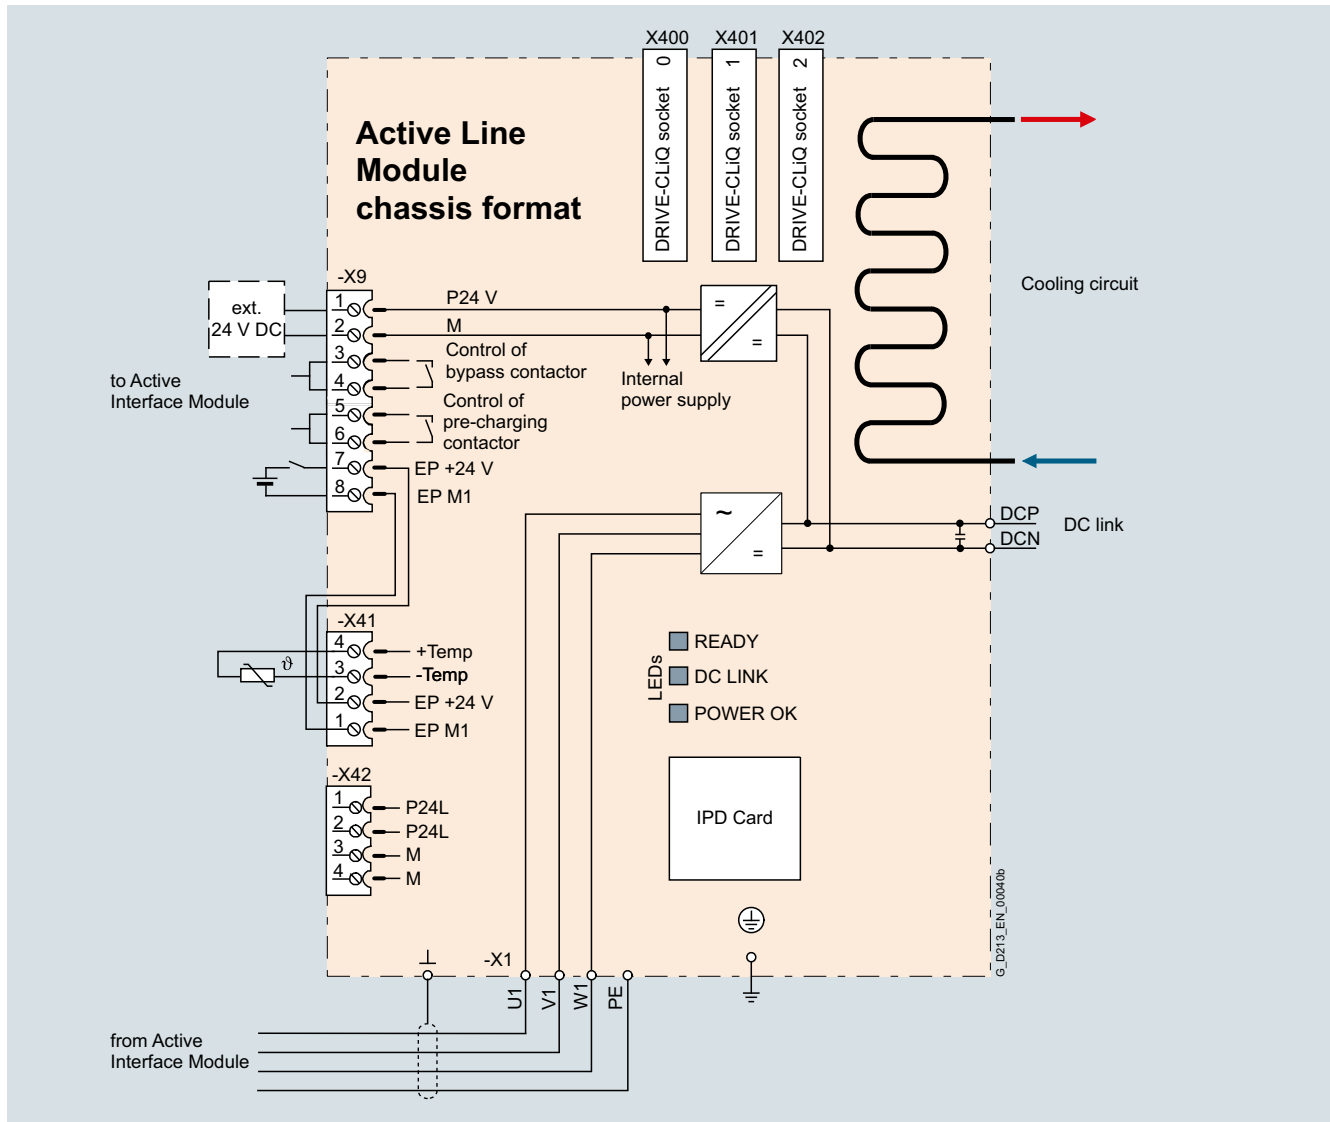 X400 X401 X402
DRIVE-CLiQ socket 0
DRIVE-CLiQ socket 1
DRIVE-CLiQ socket 2
Active Line
Module
chassis format
Cooling circuit
-X9
ext.
24 V DC
1 P24 V
2 M
3 Control of
4 bypass contactor
5 Control of
pre-charging
6 contactor
7 EP +24 V
8 EP M1
to Active
Interface Module
=
=
Internal
power supply
~
=
DCP
DCN
DC link
-X41
4 +Temp
3 -Temp
2 EP +24 V
1 EP M1
ϑ
LEDs
READY
DC LINK
POWER OK
-X42
1 P24L
2 P24L
3 M
4 M
IPD Card
G_D213_EN_00040b
-X1
U1
V1
W1
PE
from Active
Interface Module